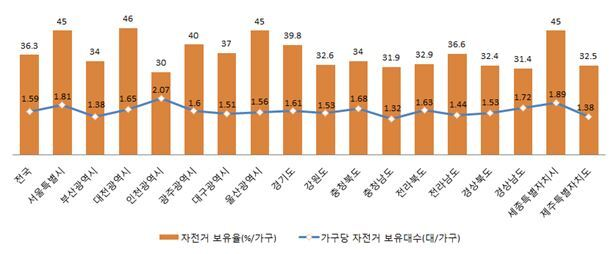 36.3 45 34 46 30 40 37 45 39.8 32.6 34 31.9 32.9 36.6 32.4 31.4 45 32.5
1.59 1.81 1.38 1.65 2.07 1.6 1.51 1.56 1.61 1.53 1.68 1.32 1.63 1.44 1.53 1.72 1.89 1.38
전국 서울특별시 부산광역시 대전광역시 인천광역시 광주광역시 대구광역시 울산광역시 경기도 강원도 충청북도 충청남도 전라북도 전라남도 경상북도 경상남도 세종특별자치시 제주특별자치도
자전거 보유율(%/가구) 가구당 자전거 보유대수(대/가구)